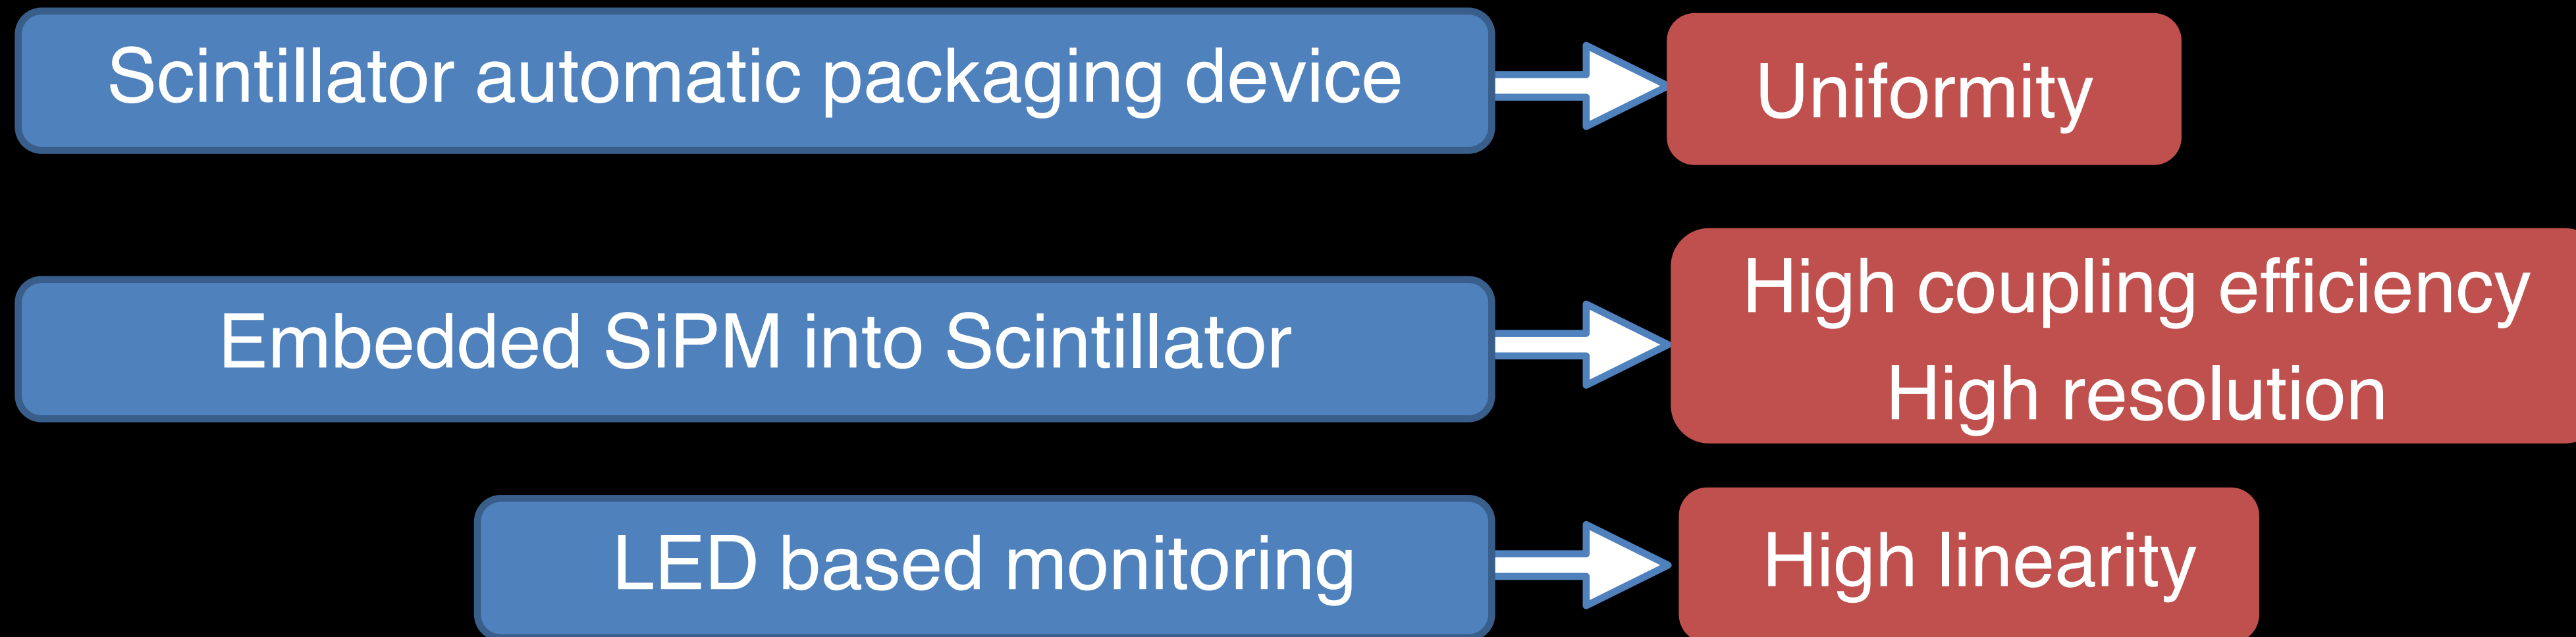 Scintillator automatic packaging device
Uniformity
Embedded SiPM into Scintillator
High coupling efficiency
High resolution
LED based monitoring
High linearity